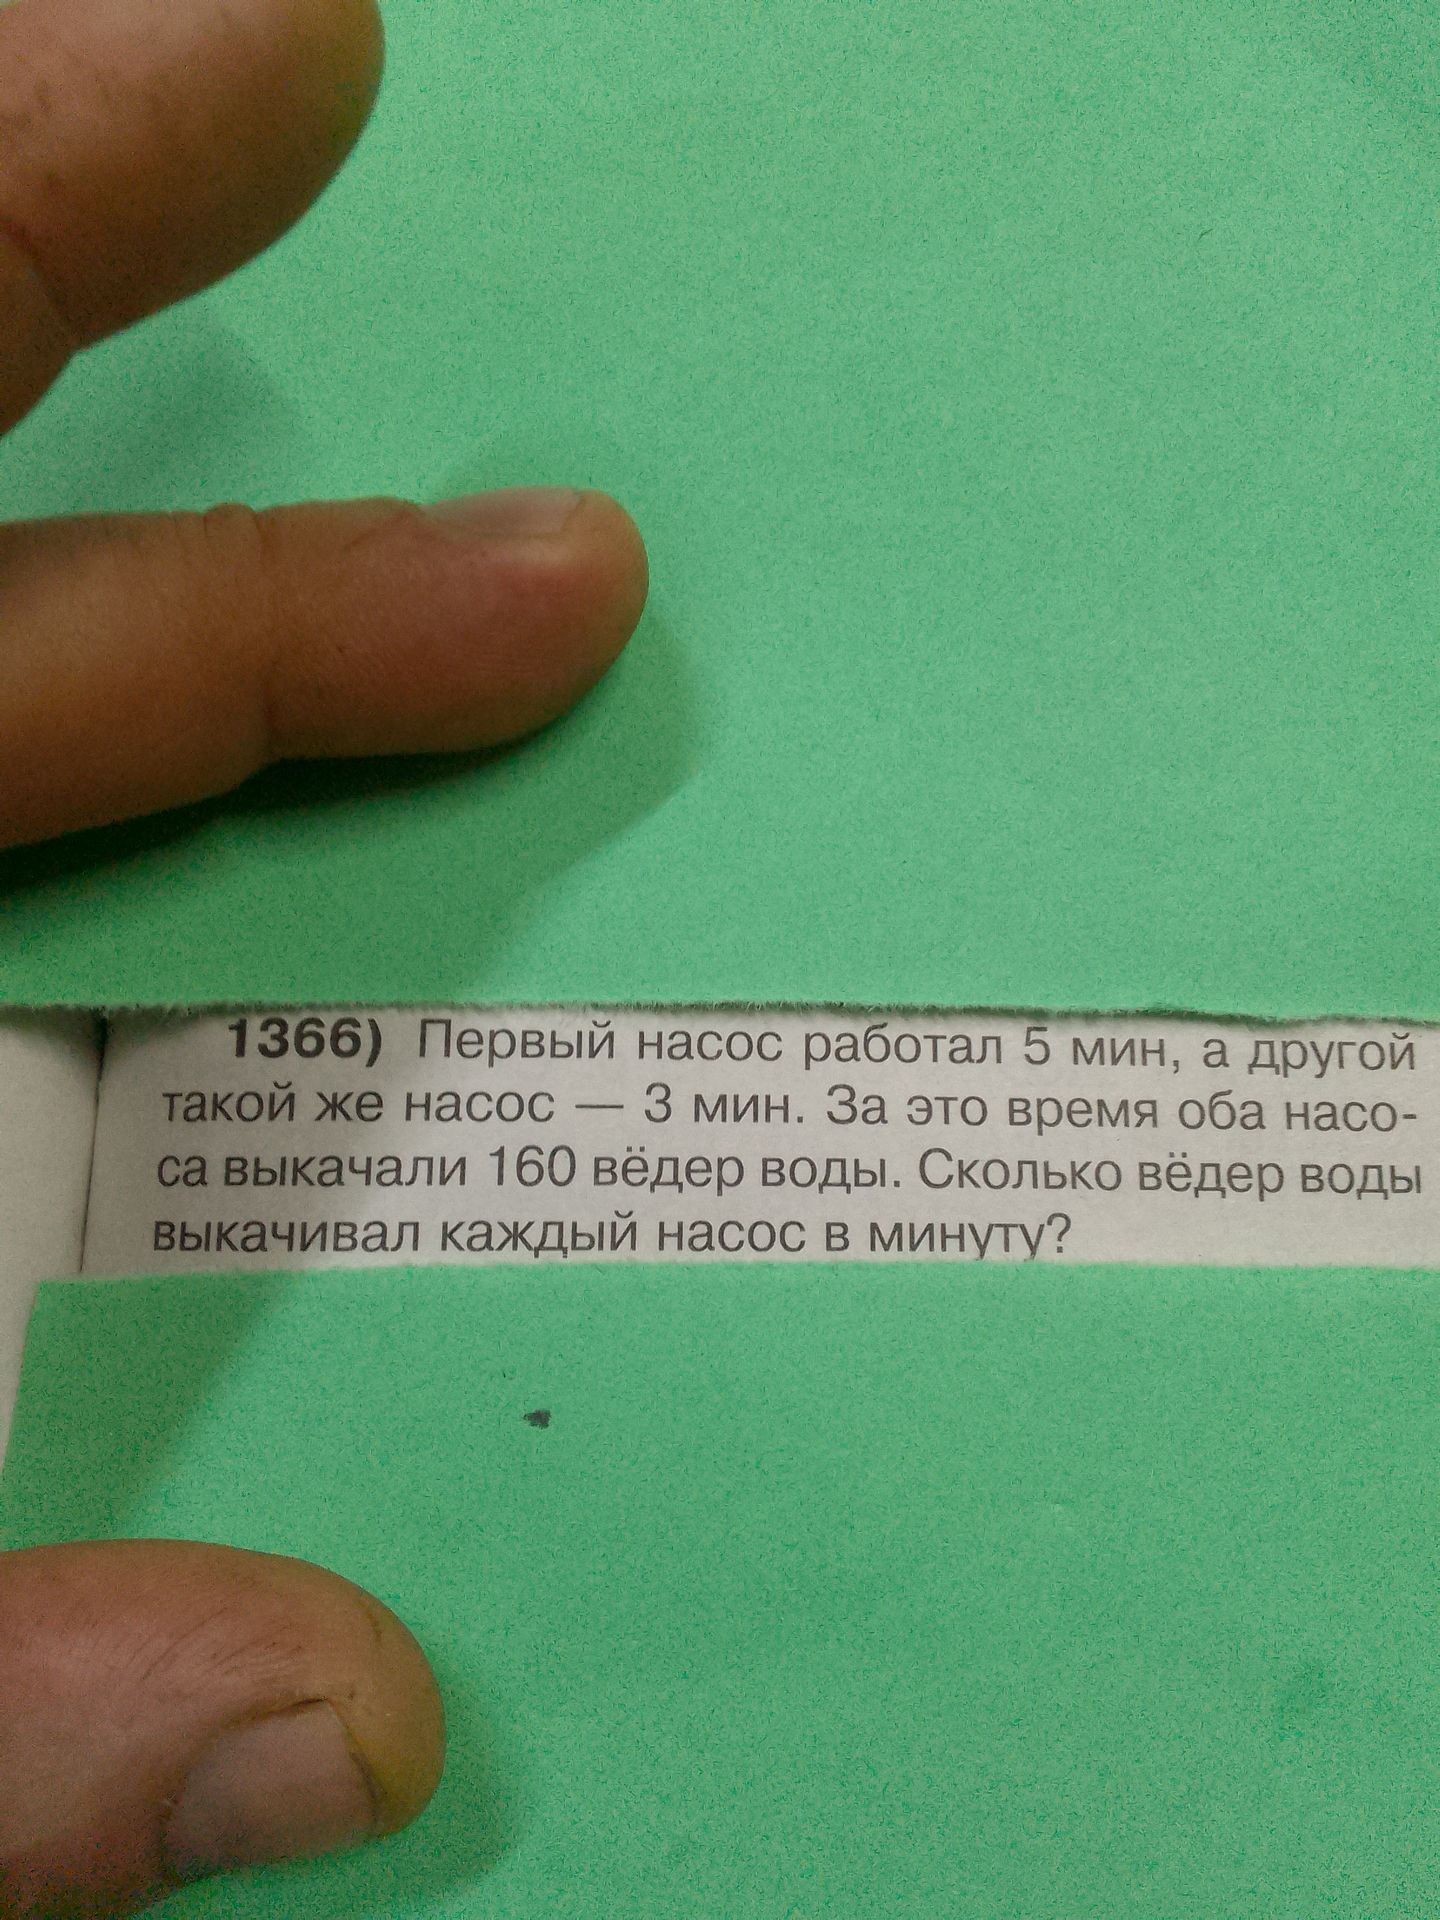 1366) Первый насос работал 5 мин, а другой
такой же насос — 3 мин. За это время оба насо-
са выкачали 160 вёдер воды. Сколько вёдер воды
выкачивал каждый насос в минуту?